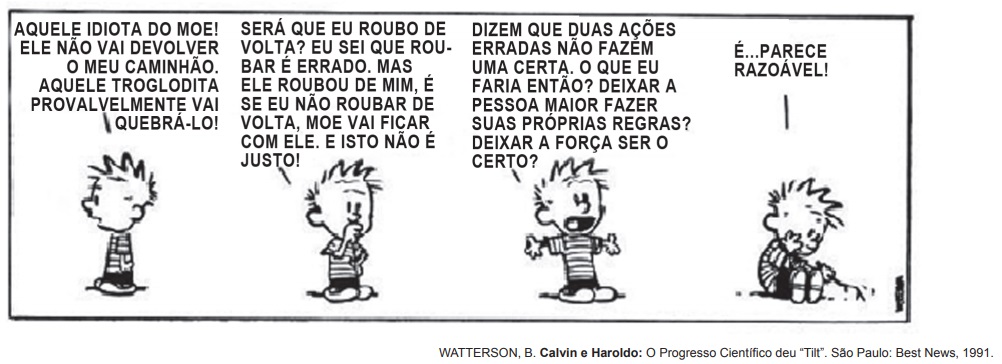 AQUELE IDIOTA DO MOE!
ELE NÃO VAI DEVOLVER
O MEU CAMINHÃO.
AQUELE TROGLODITA
PROVALVELMENTE VAI
QUEBRÁ-LO!
SERÁ QUE EU ROUBO DE
VOLTA? EU SEI QUE ROU-
BAR É ERRADO. MAS
ELE ROUBOU DE MIM, É
SE EU NÃO ROUBAR DE
VOLTA, MOE VAI FICAR
COM ELE. E ISTO NÃO É
JUSTO!
DIZEM QUE DUAS AÇÕES
ERRADAS NÃO FAZEM
UMA CERTA. O QUE EU
FARIA ENTÃO? DEIXAR A
PESSOA MAIOR FAZER
SUAS PRÓPRIAS REGRAS?
DEIXAR A FORÇA SER O
CERTO?
É...PARECE
RAZOÁVEL!
WATTERSON, B. Calvin e Haroldo: O Progresso Científico deu “Tilt”. São Paulo: Best News, 1991.